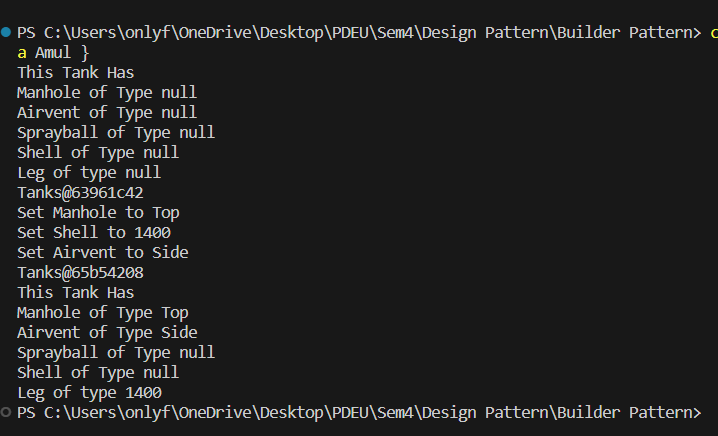 PS C:\Users\onlyf\OneDrive\Desktop\PDEU\Sem4\Design Pattern\Builder Pattern> c
a Amul }
This Tank Has
Manhole of Type null
Airvent of Type null
Sprayball of Type null
Shell of Type null
Leg of type null
Tanks@63961c42
Set Manhole to Top
Set Shell to 1400
Set Airvent to Side
Tanks@65b54208
This Tank Has
Manhole of Type Top
Airvent of Type Side
Sprayball of Type null
Shell of Type null
Leg of type 1400
PS C:\Users\onlyf\OneDrive\Desktop\PDEU\Sem4\Design Pattern\Builder Pattern>